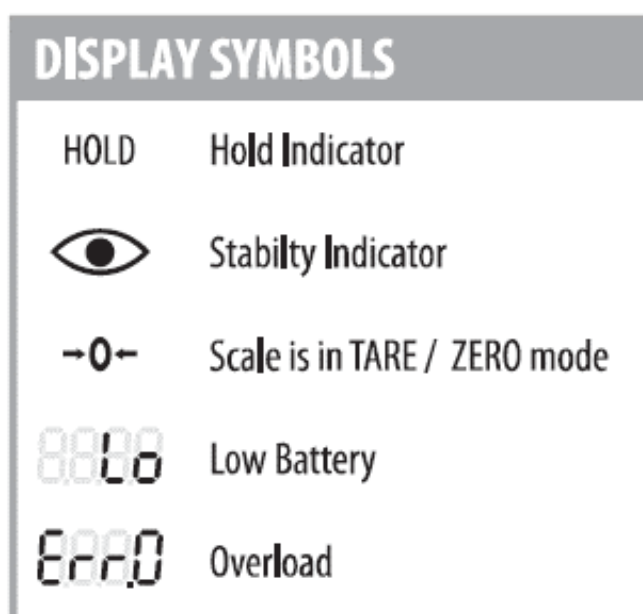 DISPLAY SYMBOLS
HOLD Hold Indicator
Stabilty Indicator
→0← Scale is in TARE / ZERO mode
Lo Low Battery
Err.0 Overload